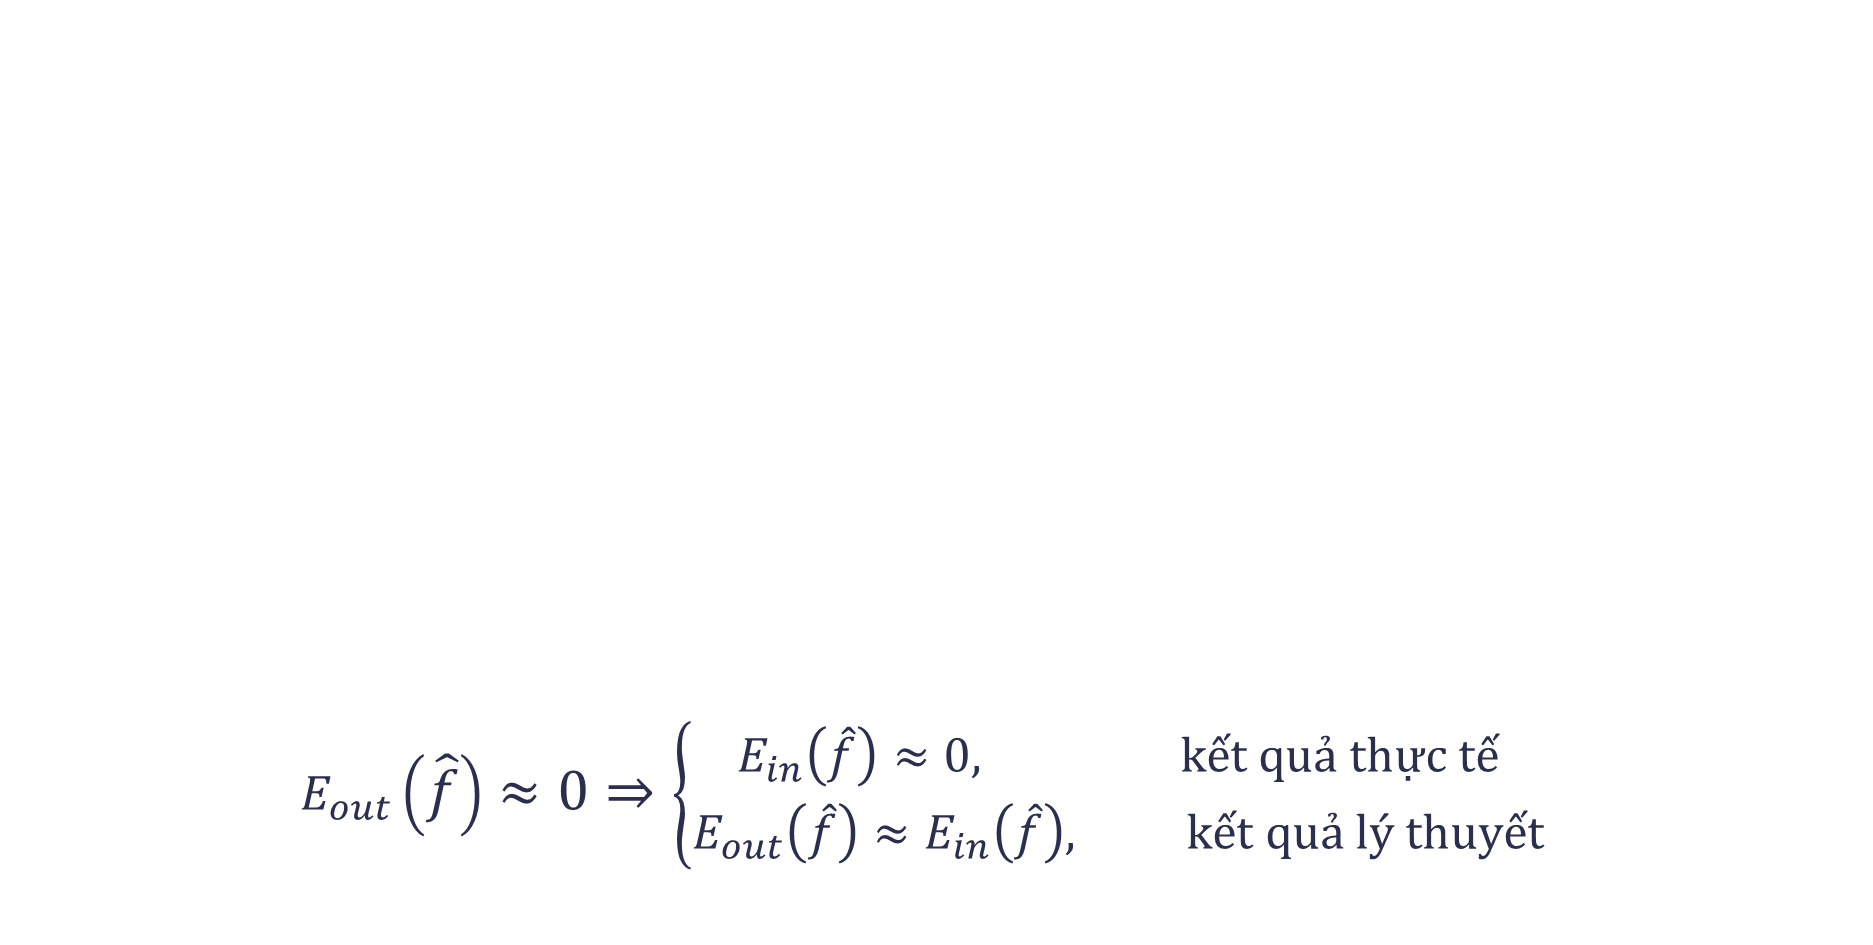 E_out(f̂) ≈ 0 ⇒ {
E_in(f̂) ≈ 0, kết quả thực tế
E_out(f̂) ≈ E_in(f̂), kết quả lý thuyết